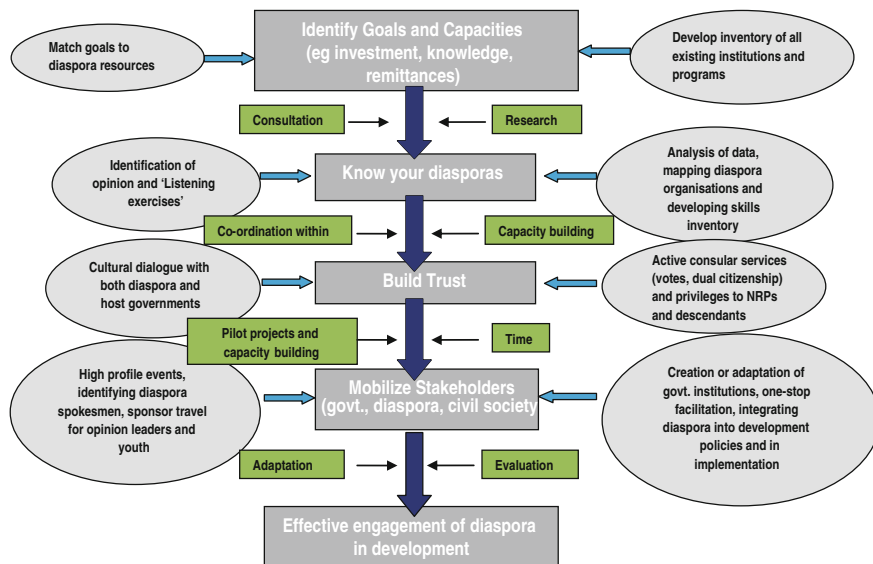 Identify Goals and Capacities
(eg investment, knowledge,
remittances)
Match goals to
diaspora resources
Develop inventory of all
existing institutions and
programs
Consultation
Research
Identification of
opinion and ‘Listening
exercises’
Know your diasporas
Analysis of data,
mapping diaspora
organisations and
developing skills
inventory
Co-ordination within
Capacity building
Cultural dialogue with
both diaspora and
host governments
Build Trust
Active consular services
(votes, dual citizenship)
and privileges to NRPs
and descendants
Pilot projects and
capacity building
Time
High profile events,
identifying diaspora
spokesmen, sponsor travel
for opinion leaders and
youth
Mobilize Stakeholders
(govt., diaspora, civil society
Creation or adaptation of
govt. institutions, one-stop
facilitation, integrating
diaspora into development
policies and in
implementation
Adaptation
Evaluation
Effective engagement of diaspora
in development